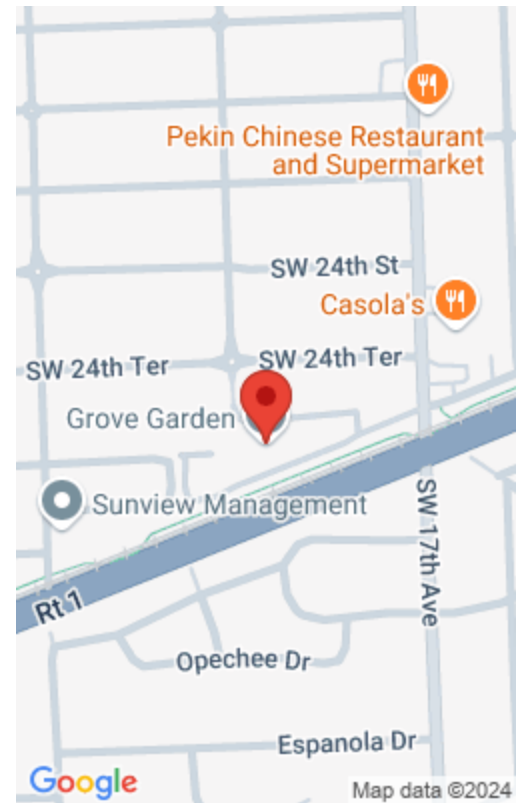 Pekin Chinese Restaurant
and Supermarket
SW 24th St
Casola's
SW 24th Ter
SW 24th Ter
Grove Garden
Sunview Management
SW 17th Ave
Rt 1
Opechee Dr
Espanola Dr
Google
Map data ©2024